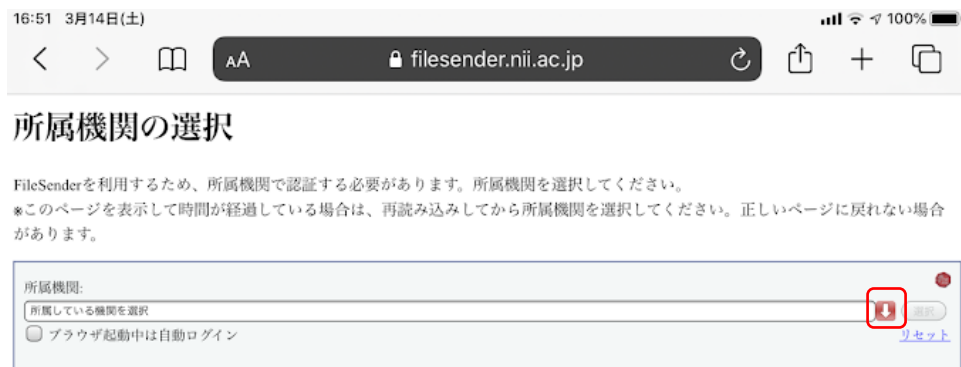 16:51 3月14日(土)
100%
AA
filesender.nii.ac.jp
所属機関の選択
FileSenderを利用するため、所属機関で認証する必要があります。所属機関を選択してください。
※このページを表示して時間が経過している場合は、再読み込みしてから所属機関を選択してください。正しいページに戻れない場合
があります。
所属機関:
所属している機関を選択
選択
ブラウザ起動中は自動ログイン
リセット